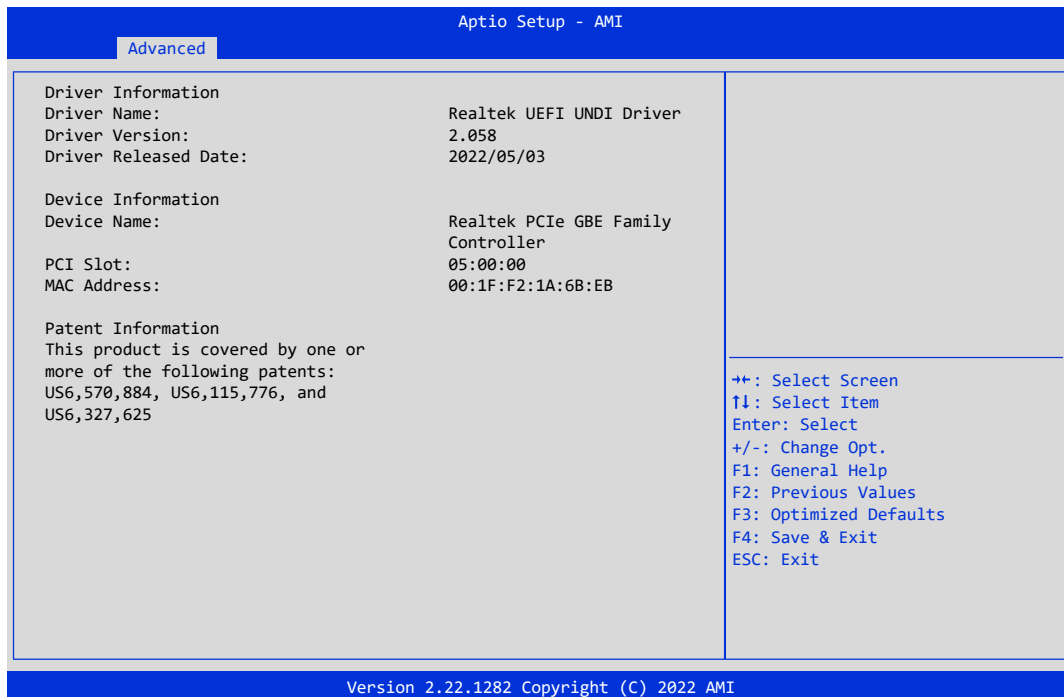 Aptio Setup - AMI
Advanced
Driver Information
Driver Name: Realtek UEFI UNDI Driver
Driver Version: 2.058
Driver Released Date: 2022/05/03
Device Information
Device Name: Realtek PCIe GBE Family
Controller
PCI Slot: 05:00:00
MAC Address: 00:1F:F2:1A:6B:EB
Patent Information
This product is covered by one or
more of the following patents:
US6,570,884, US6,115,776, and
US6,327,625
→←: Select Screen
↑↓: Select Item
Enter: Select
+/-: Change Opt.
F1: General Help
F2: Previous Values
F3: Optimized Defaults
F4: Save & Exit
ESC: Exit
Version 2.22.1282 Copyright (C) 2022 AMI